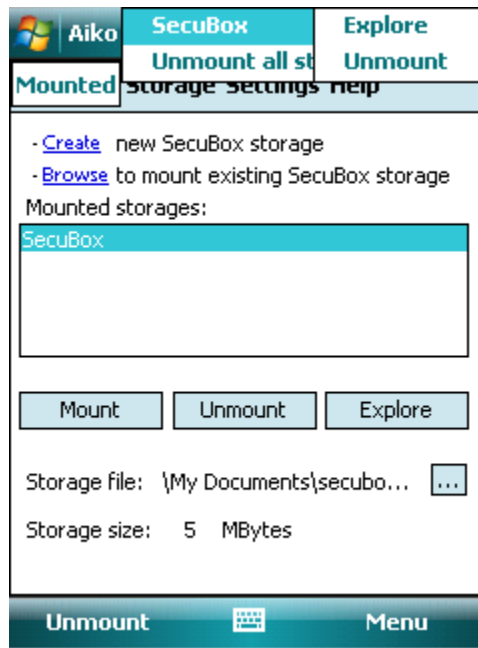 Aiko SecuBox Explore
Unmount all st Unmount
Mounted Storage Settings Help
- Create new SecuBox storage
- Browse to mount existing SecuBox storage
Mounted storages:
SecuBox
Mount Unmount Explore
Storage file: \My Documents\secubo... ...
Storage size: 5 MBytes
Unmount Menu